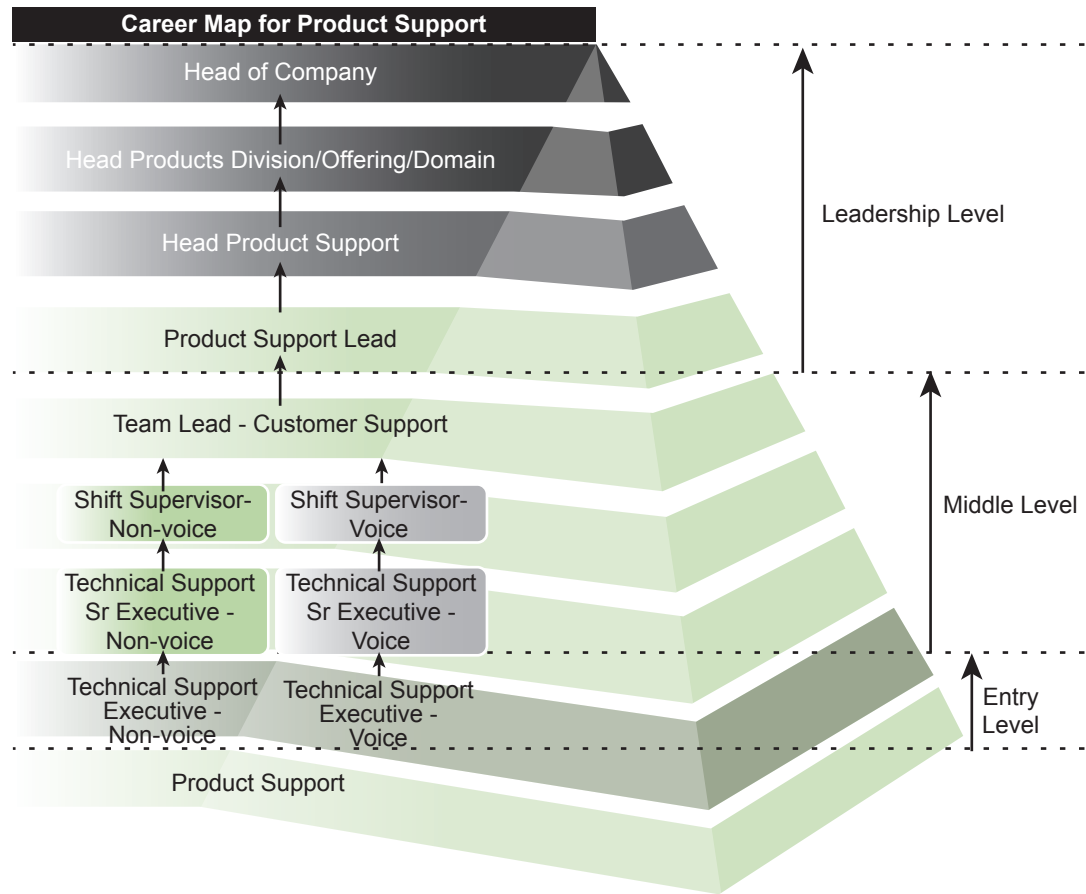 Career Map for Product Support
Head of Company
Head Products Division/Offering/Domain
Head Product Support
Leadership Level
Product Support Lead
Team Lead - Customer Support
Shift Supervisor-
Non-voice
Shift Supervisor-
Voice
Middle Level
Technical Support
Sr Executive -
Non-voice
Technical Support
Sr Executive -
Voice
Technical Support
Executive -
Non-voice
Technical Support
Executive -
Voice
Entry
Level
Product Support